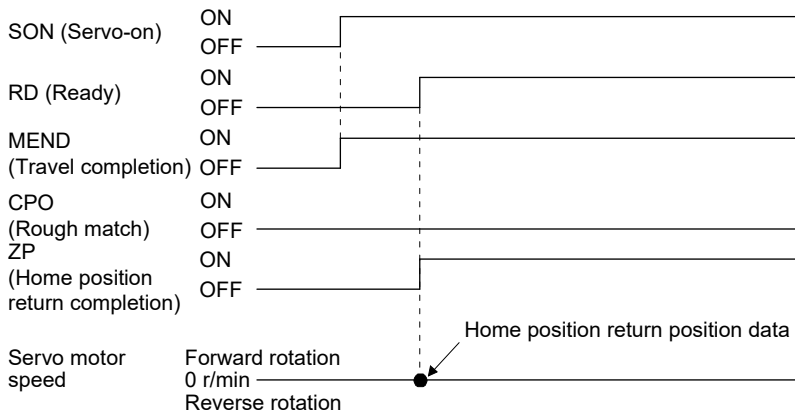 SON (Servo-on)
ON
OFF
RD (Ready)
ON
OFF
MEND
(Travel completion)
ON
OFF
CPO
(Rough match)
ON
OFF
ZP
(Home position
return completion)
ON
OFF
Home position return position data
Servo motor
speed
Forward rotation
0 r/min
Reverse rotation